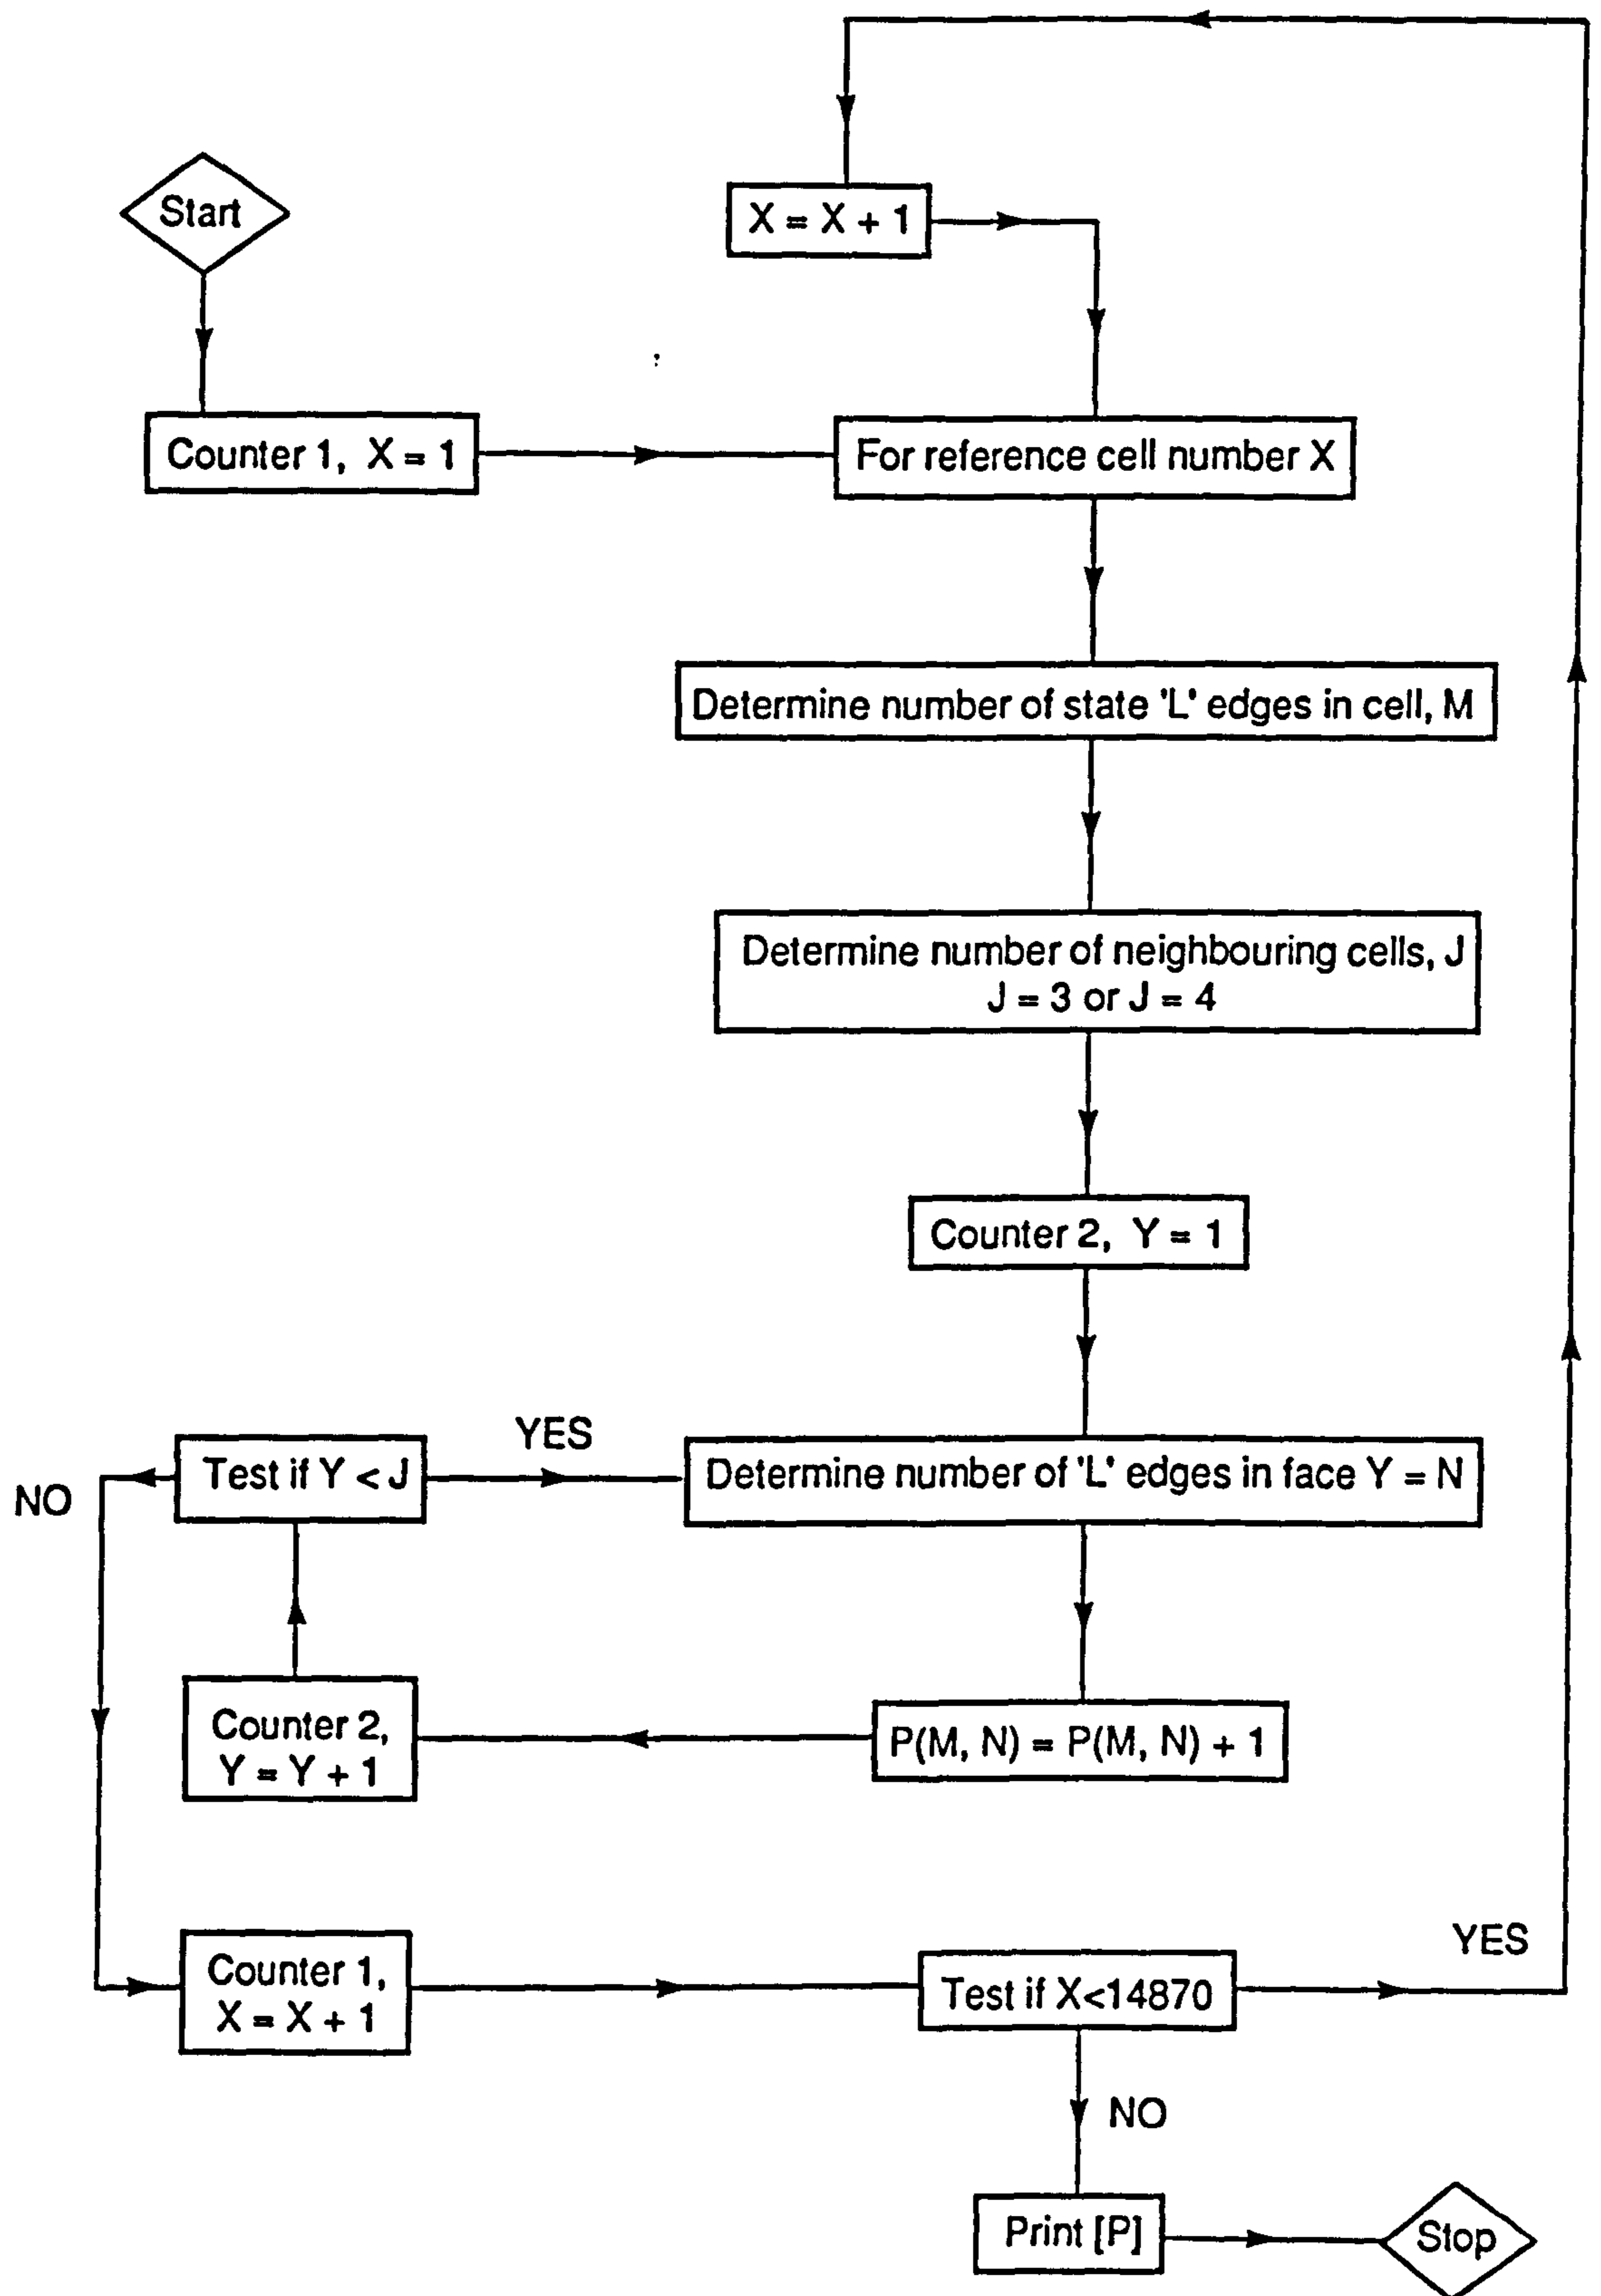 Start
X = X + 1
Counter 1, X = 1
For reference cell number X
Determine number of state 'L' edges in cell, M
Determine number of neighbouring cells, J
J = 3 or J = 4
Counter 2, Y = 1
YES
Test if Y < J
Determine number of 'L' edges in face Y = N
NO
Counter 2,
Y = Y + 1
P(M, N) = P(M, N) + 1
YES
Counter 1,
X = X + 1
Test if X<14870
NO
Print [P]
Stop